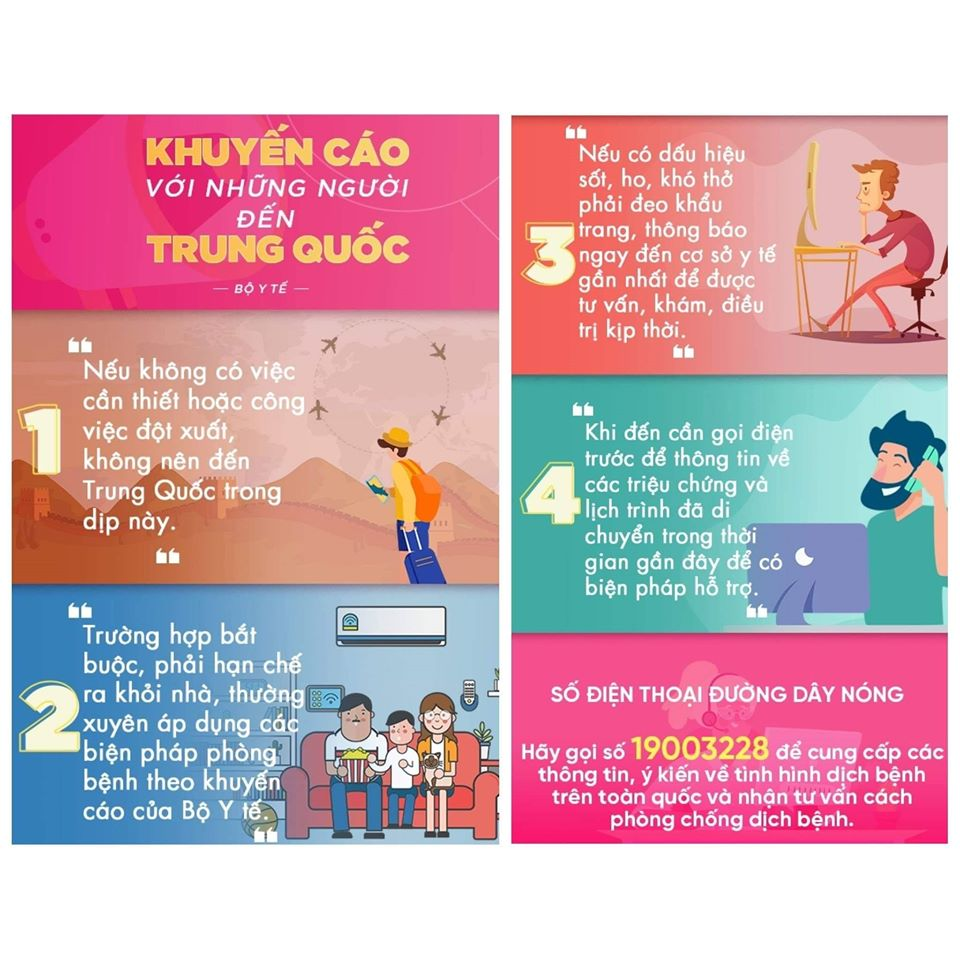 KHUYẾN CÁO
VỚI NHỮNG NGƯỜI
ĐẾN
TRUNG QUỐC
— BỘ Y TẾ —
1
Nếu không có việc
cần thiết hoặc công
việc đột xuất,
không nên đến
Trung Quốc trong
dịp này.
2
Trường hợp bắt
buộc, phải hạn chế
ra khỏi nhà, thường
xuyên áp dụng các
biện pháp phòng
bệnh theo khuyến
cáo của Bộ Y tế.
3
Nếu có dấu hiệu
sốt, ho, khó thở
phải đeo khẩu
trang, thông báo
ngay đến cơ sở y tế
gần nhất để được
tư vấn, khám, điều
trị kịp thời.
4
Khi đến cần gọi điện
trước để thông tin về
các triệu chứng và
lịch trình đã di
chuyển trong thời
gian gần đây để có
biện pháp hỗ trợ.
SỐ ĐIỆN THOẠI ĐƯỜNG DÂY NÓNG
Hãy gọi số 19003228 để cung cấp các
thông tin, ý kiến về tình hình dịch bệnh
trên toàn quốc và nhận tư vấn cách
phòng chống dịch bệnh.